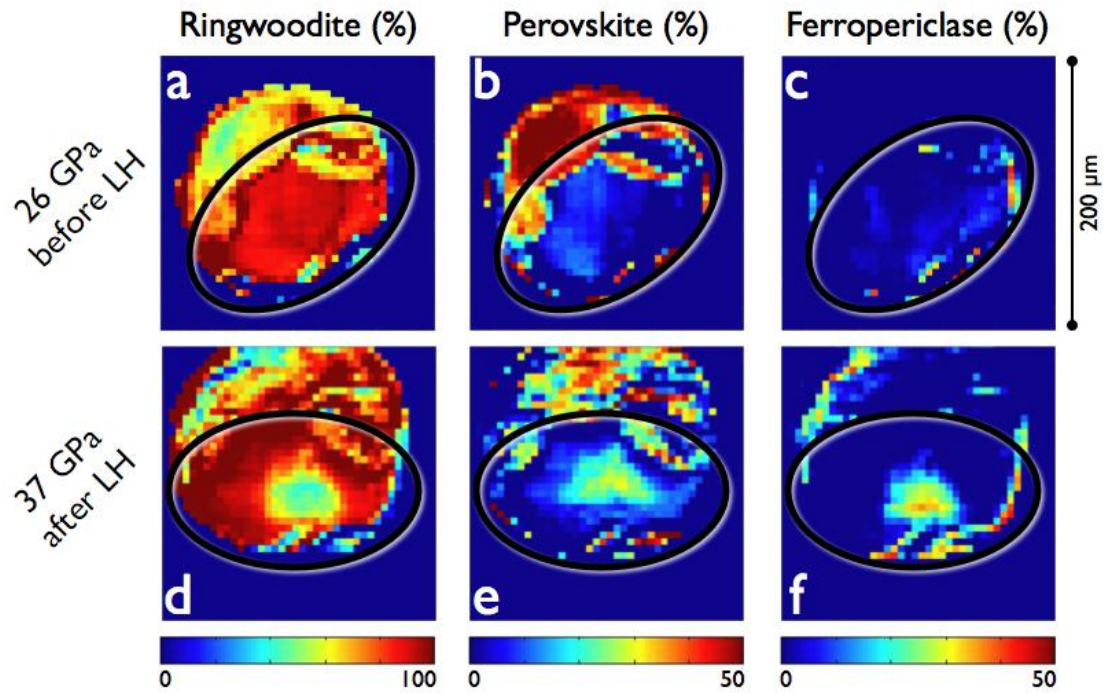 Ringwoodite (%) Perovskite (%) Ferropericlase (%)
a b c
26 GPa
before LH
200 µm
37 GPa
after LH
d e f
0 100 0 50 0 50